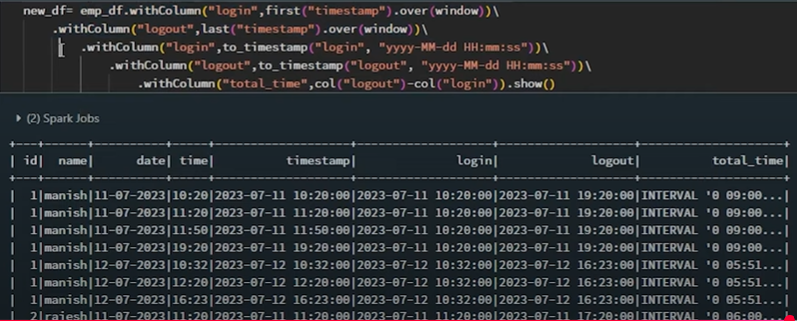 new_df= emp_df.withColumn("login",first("timestamp").over(window))\
.withColumn("logout",last("timestamp").over(window))\
.withColumn("login",to_timestamp("login", "yyyy-MM-dd HH:mm:ss"))\
.withColumn("logout",to_timestamp("logout", "yyyy-MM-dd HH:mm:ss"))\
.withColumn("total_time",col("logout")-col("login")).show()
(2) Spark Jobs
+---+------+----------+-----+-------------------+-------------------+-------------------+--------------------+
| id| name| date| time| timestamp| login| logout| total_time|
+---+------+----------+-----+-------------------+-------------------+-------------------+--------------------+
| 1|manish|11-07-2023|10:20|2023-07-11 10:20:00|2023-07-11 10:20:00|2023-07-11 19:20:00|INTERVAL '0 09:00...|
| 1|manish|11-07-2023|11:20|2023-07-11 11:20:00|2023-07-11 10:20:00|2023-07-11 19:20:00|INTERVAL '0 09:00...|
| 1|manish|11-07-2023|11:50|2023-07-11 11:50:00|2023-07-11 10:20:00|2023-07-11 19:20:00|INTERVAL '0 09:00...|
| 1|manish|11-07-2023|19:20|2023-07-11 19:20:00|2023-07-11 10:20:00|2023-07-11 19:20:00|INTERVAL '0 09:00...|
| 1|manish|12-07-2023|10:32|2023-07-12 10:32:00|2023-07-12 10:32:00|2023-07-12 16:23:00|INTERVAL '0 05:51...|
| 1|manish|12-07-2023|12:20|2023-07-12 12:20:00|2023-07-12 10:32:00|2023-07-12 16:23:00|INTERVAL '0 05:51...|
| 1|manish|12-07-2023|16:23|2023-07-12 16:23:00|2023-07-12 10:32:00|2023-07-12 16:23:00|INTERVAL '0 05:51...|
| 2|rajesh|11-07-2023|11:20|2023-07-11 11:20:00|2023-07-11 11:20:00|2023-07-11 17:20:00|INTERVAL '0 06:00...|